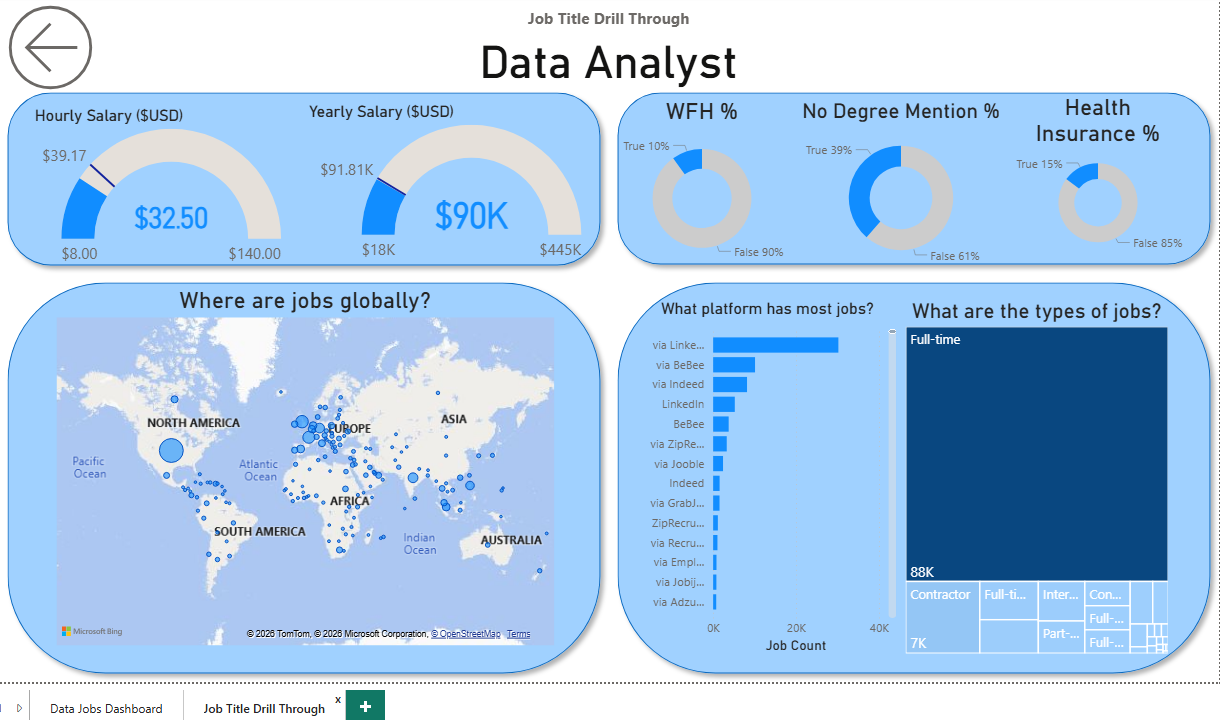 Job Title Drill Through
Data Analyst
Hourly Salary ($USD)
$39.17
$32.50
$8.00
$140.00
Yearly Salary ($USD)
$91.81K
$90K
$18K
$445K
WFH %
True 10%
False 90%
No Degree Mention %
True 39%
False 61%
Health
Insurance %
True 15%
False 85%
Where are jobs globally?
NORTH AMERICA
EUROPE
ASIA
Pacific
Ocean
Atlantic
Ocean
AFRICA
SOUTH AMERICA
Indian
Ocean
AUSTRALIA
Microsoft Bing
© 2026 TomTom, © 2026 Microsoft Corporation, © OpenStreetMap Terms
What platform has most jobs?
via Linke...
via BeBee
via Indeed
LinkedIn
BeBee
via ZipRe...
via Jooble
Indeed
via GrabJ...
ZipRecru...
via Recru...
via Empl...
via Jobij...
via Adzu...
0K
20K
40K
Job Count
What are the types of jobs?
Full-time
88K
Contractor
7K
Full-ti...
Inter...
Part-...
Con...
Full-...
Full-...
Data Jobs Dashboard
Job Title Drill Through
x
+